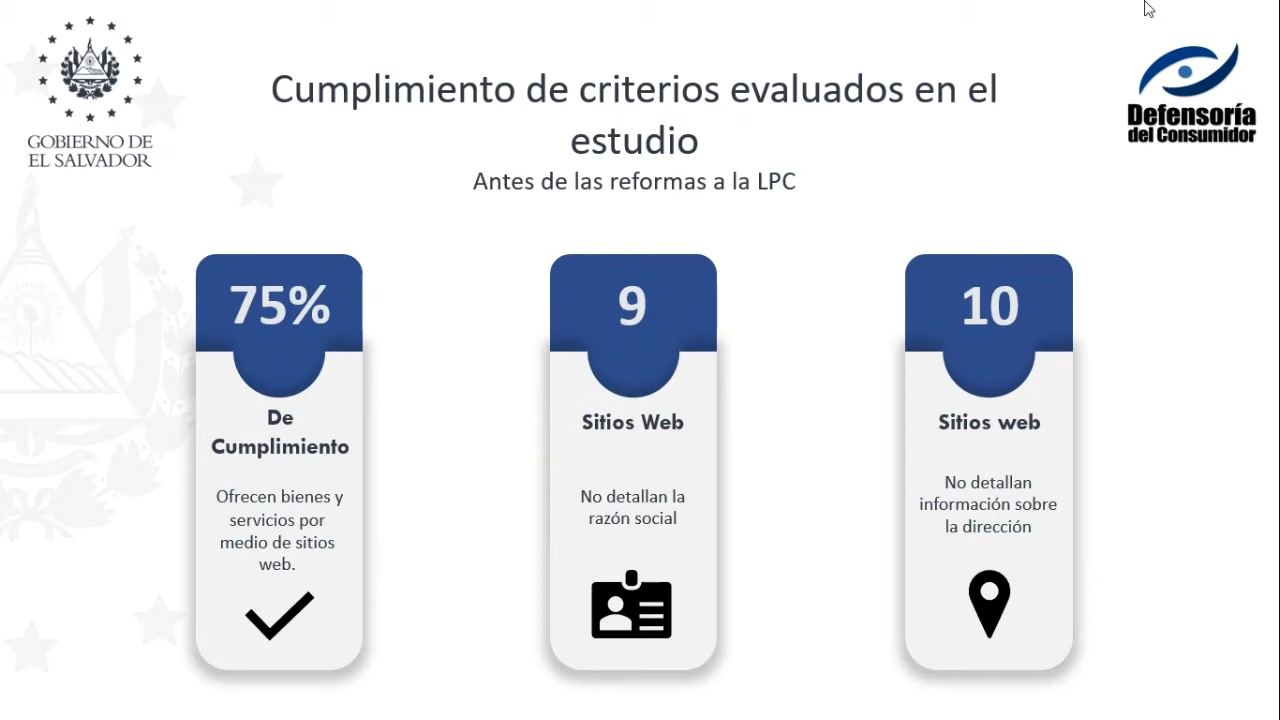 GOBIERNO DE
EL SALVADOR
Cumplimiento de criterios evaluados en el
estudio
Antes de las reformas a la LPC
Defensoría
del Consumidor
75%
De
Cumplimiento
Ofrecen bienes y
servicios por
medio de sitios
web.
9
Sitios Web
No detallan la
razón social
10
Sitios web
No detallan
información sobre
la dirección